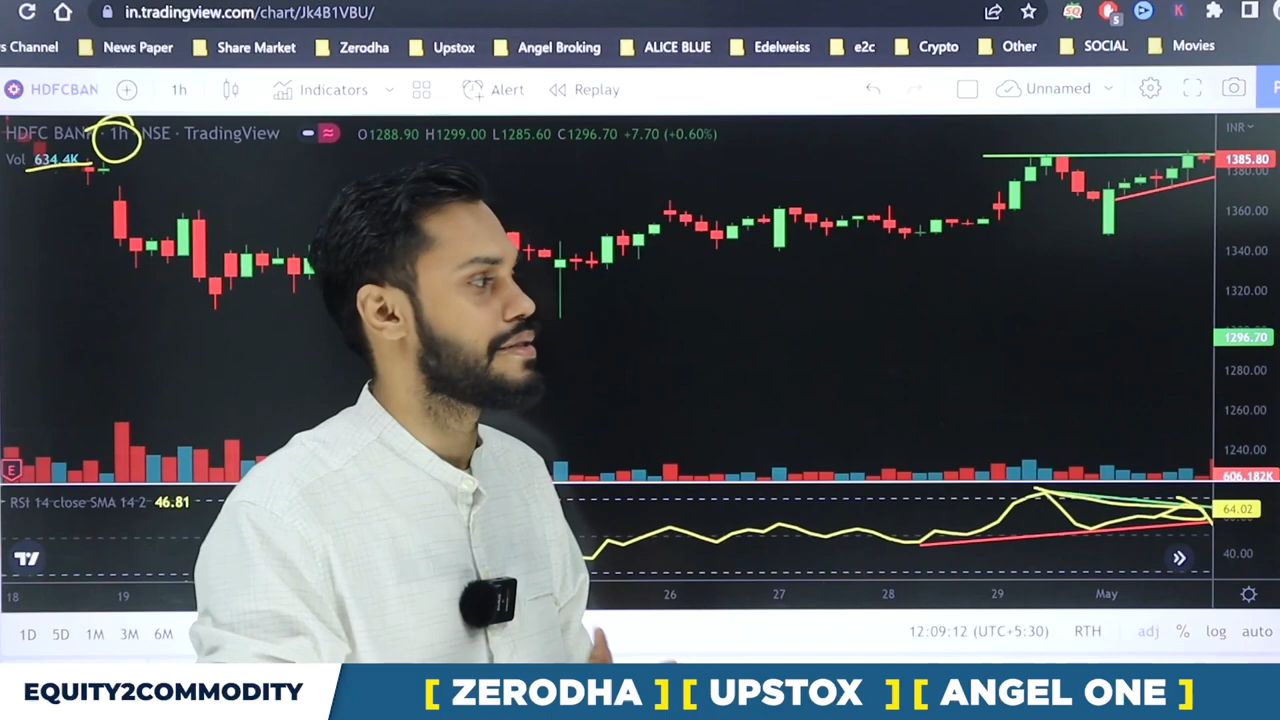 in.tradingview.com/chart/Jk4B1VBU/
5
K
s Channel News Paper Share Market Zerodha Upstox Angel Broking ALICE BLUE Edelweiss e2c Crypto Other SOCIAL Movies
HDFCBAN 1h Indicators Alert Replay Unnamed
HDFC BANK · 1h · NSE · TradingView O1288.90 H1299.00 L1285.60 C1296.70 +7.70 (+0.60%) INR
Vol 634.4K
1385.80
1380.00
1360.00
1340.00
1320.00
1296.70
1280.00
1260.00
1240.00
E
606.182K
RSI 14 close SMA 14 2 46.81
64.02
40.00
18 19 26 27 28 29 May
1D 5D 1M 3M 6M 12:09:12 (UTC+5:30) RTH adj % log auto
EQUITY2COMMODITY [ ZERODHA ] [ UPSTOX ] [ ANGEL ONE ]